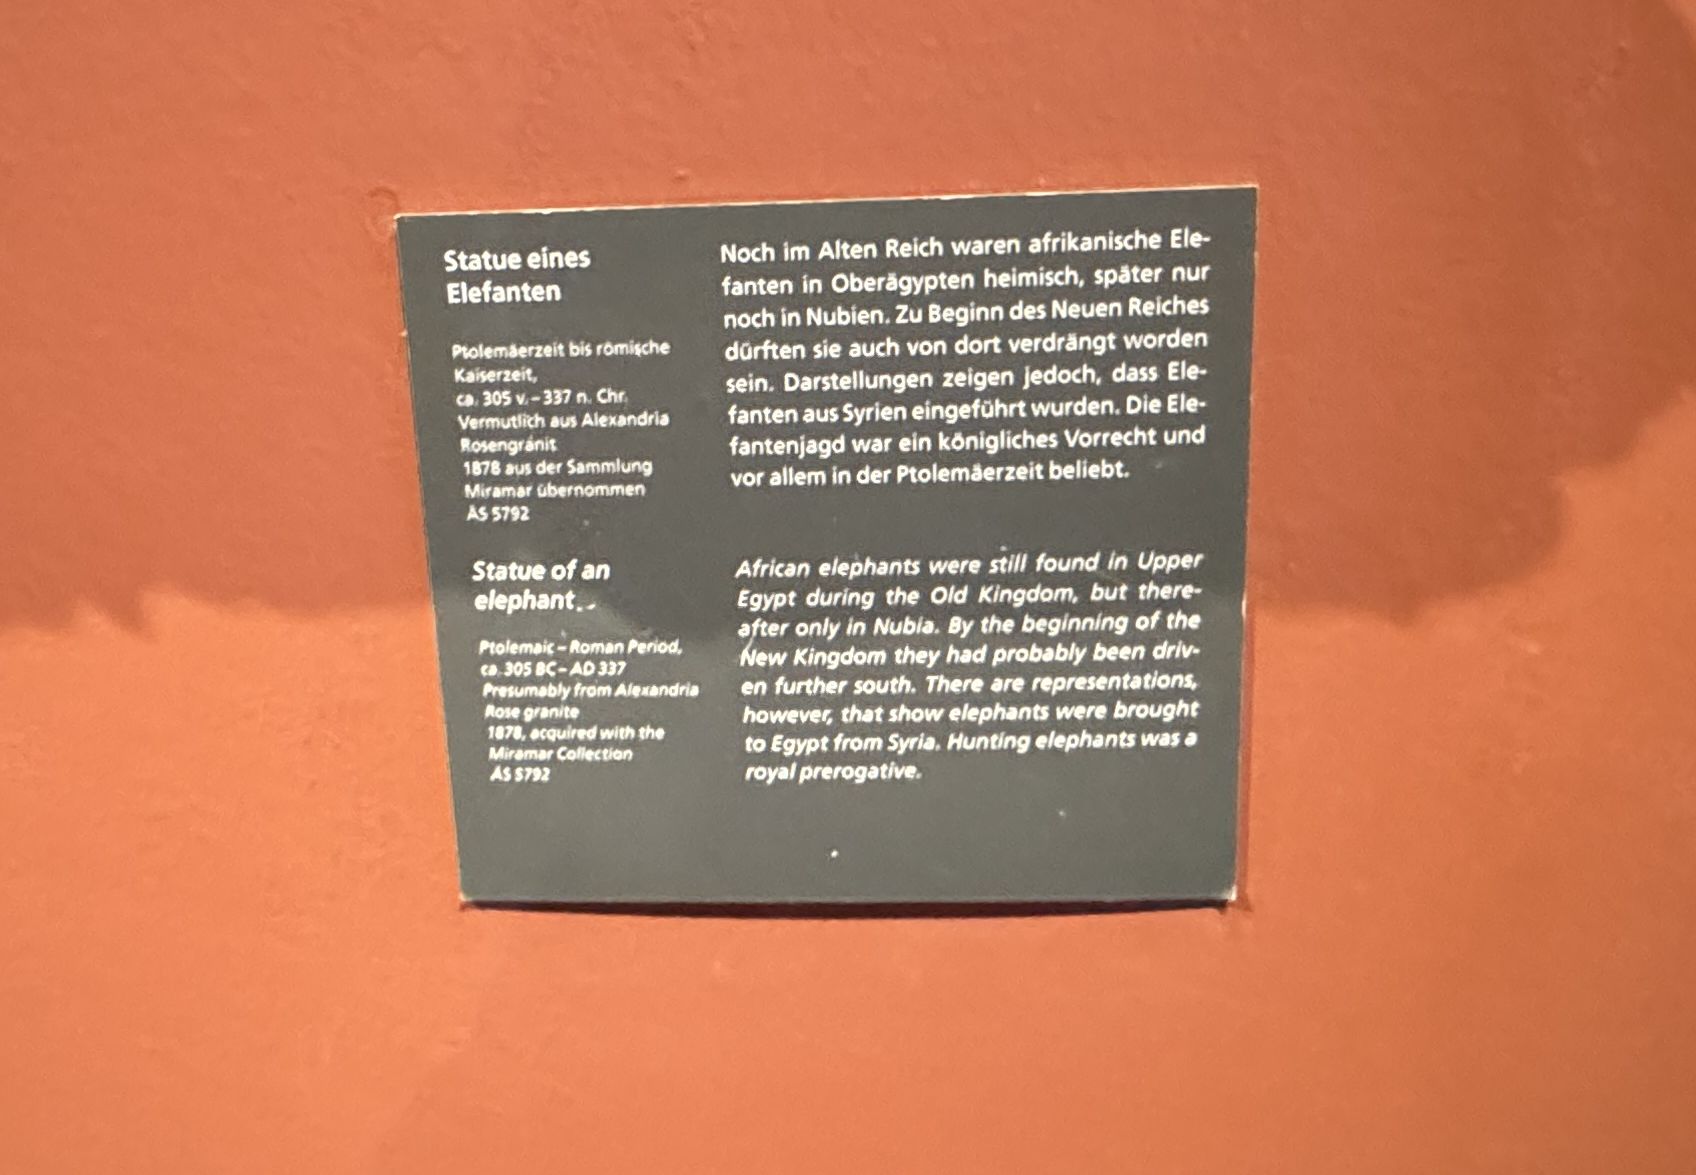 Statue eines
Elefanten
Ptolemäerzeit bis römische
Kaiserzeit,
ca. 305 v. – 337 n. Chr.
Vermutlich aus Alexandria
Rosengranit
1878 aus der Sammlung
Miramar übernommen
ÄS 5792
Noch im Alten Reich waren afrikanische Ele-
fanten in Oberägypten heimisch, später nur
noch in Nubien. Zu Beginn des Neuen Reiches
dürften sie auch von dort verdrängt worden
sein. Darstellungen zeigen jedoch, dass Ele-
fanten aus Syrien eingeführt wurden. Die Ele-
fantenjagd war ein königliches Vorrecht und
vor allem in der Ptolemäerzeit beliebt.
Statue of an
elephant
Ptolemaic – Roman Period,
ca. 305 BC – AD 337
Presumably from Alexandria
Rose granite
1878, acquired with the
Miramar Collection
ÄS 5792
African elephants were still found in Upper
Egypt during the Old Kingdom, but there-
after only in Nubia. By the beginning of the
New Kingdom they had probably been driv-
en further south. There are representations,
however, that show elephants were brought
to Egypt from Syria. Hunting elephants was a
royal prerogative.